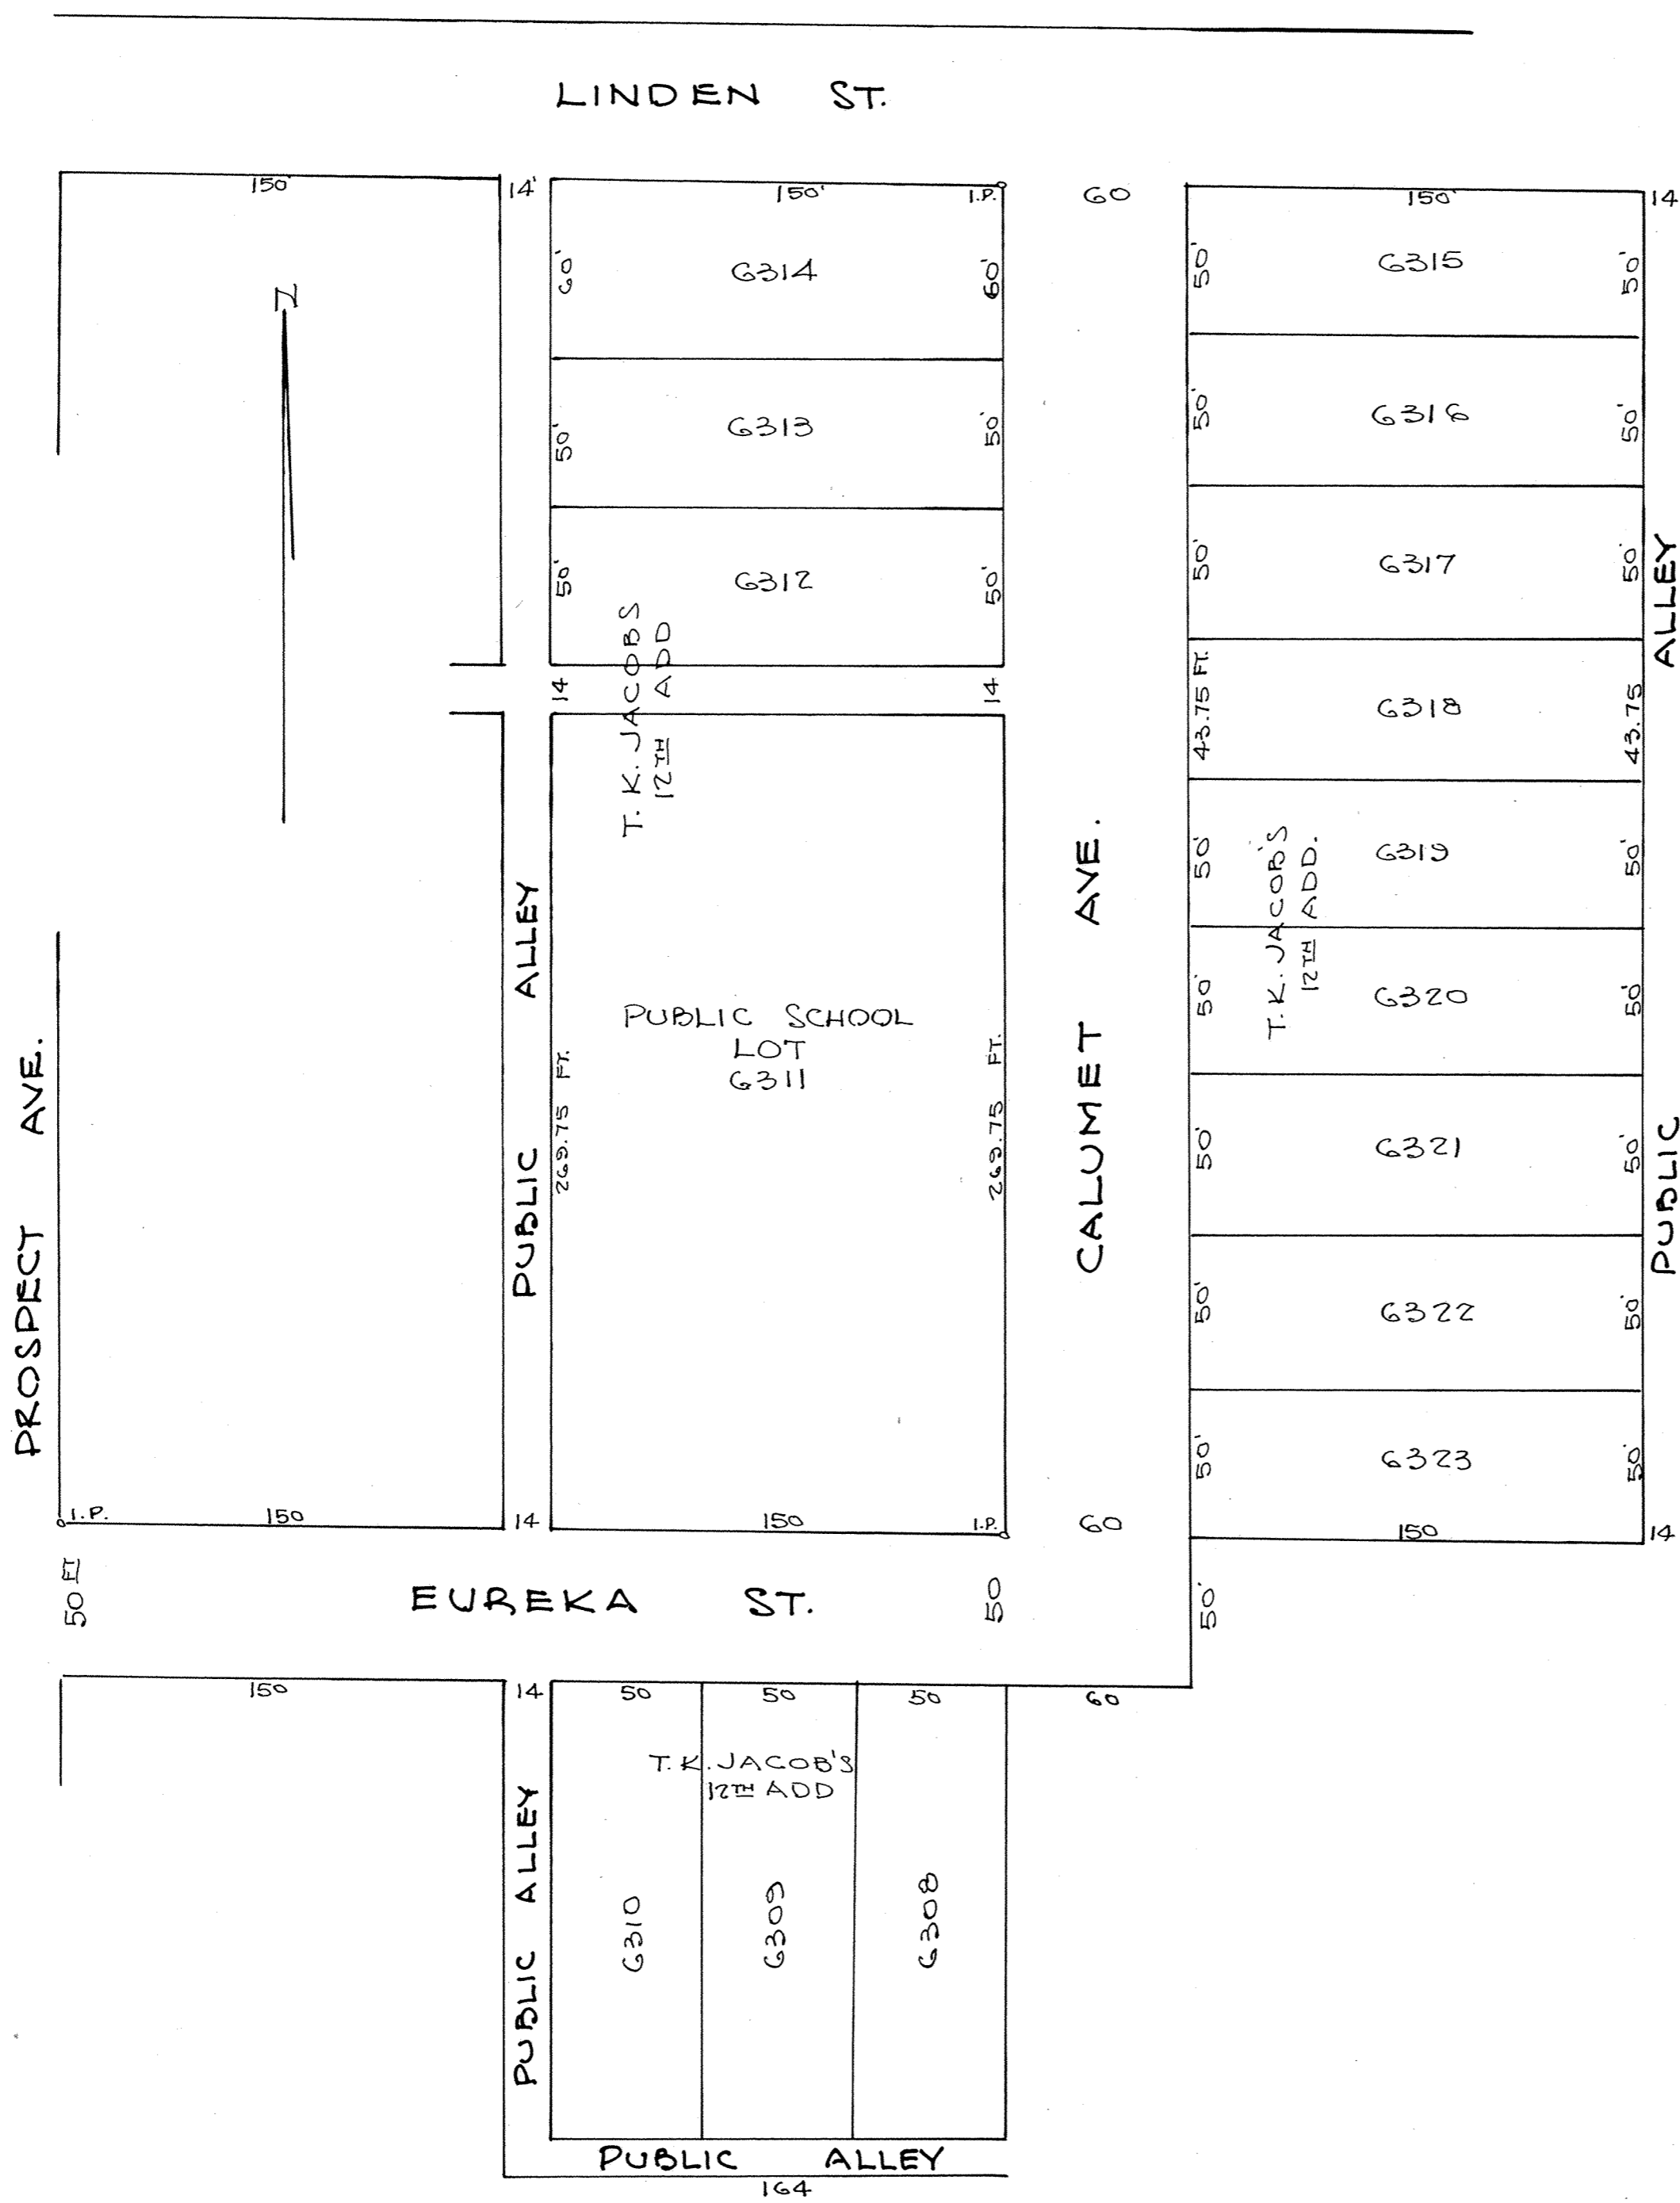 LINDEN ST.
150'
14'
150'
I.P.
60
150'
14
N
60'
6314
60'
50'
6315
50'
50'
6313
50'
50'
6316
50'
50'
6312
50'
50'
6317
50'
14
14
T. K. JACOBS
12TH ADD
43.75 FT.
6318
43.75
50'
6319
50'
T. K. JACOB'S
12TH ADD.
50'
6320
50'
50'
6321
50'
50'
6322
50'
50'
6323
50'
PUBLIC ALLEY
PUBLIC SCHOOL
LOT
6311
269.75 FT.
269.75 FT.
CALUMET AVE.
PUBLIC ALLEY
PROSPECT AVE.
I.P.
150
14
150
I.P.
60
150
14
50 FT
EUREKA ST.
50
50'
150
14
50
50
50
60
T. K. JACOB'S
12TH ADD
PUBLIC ALLEY
6310
6309
6308
PUBLIC ALLEY
164